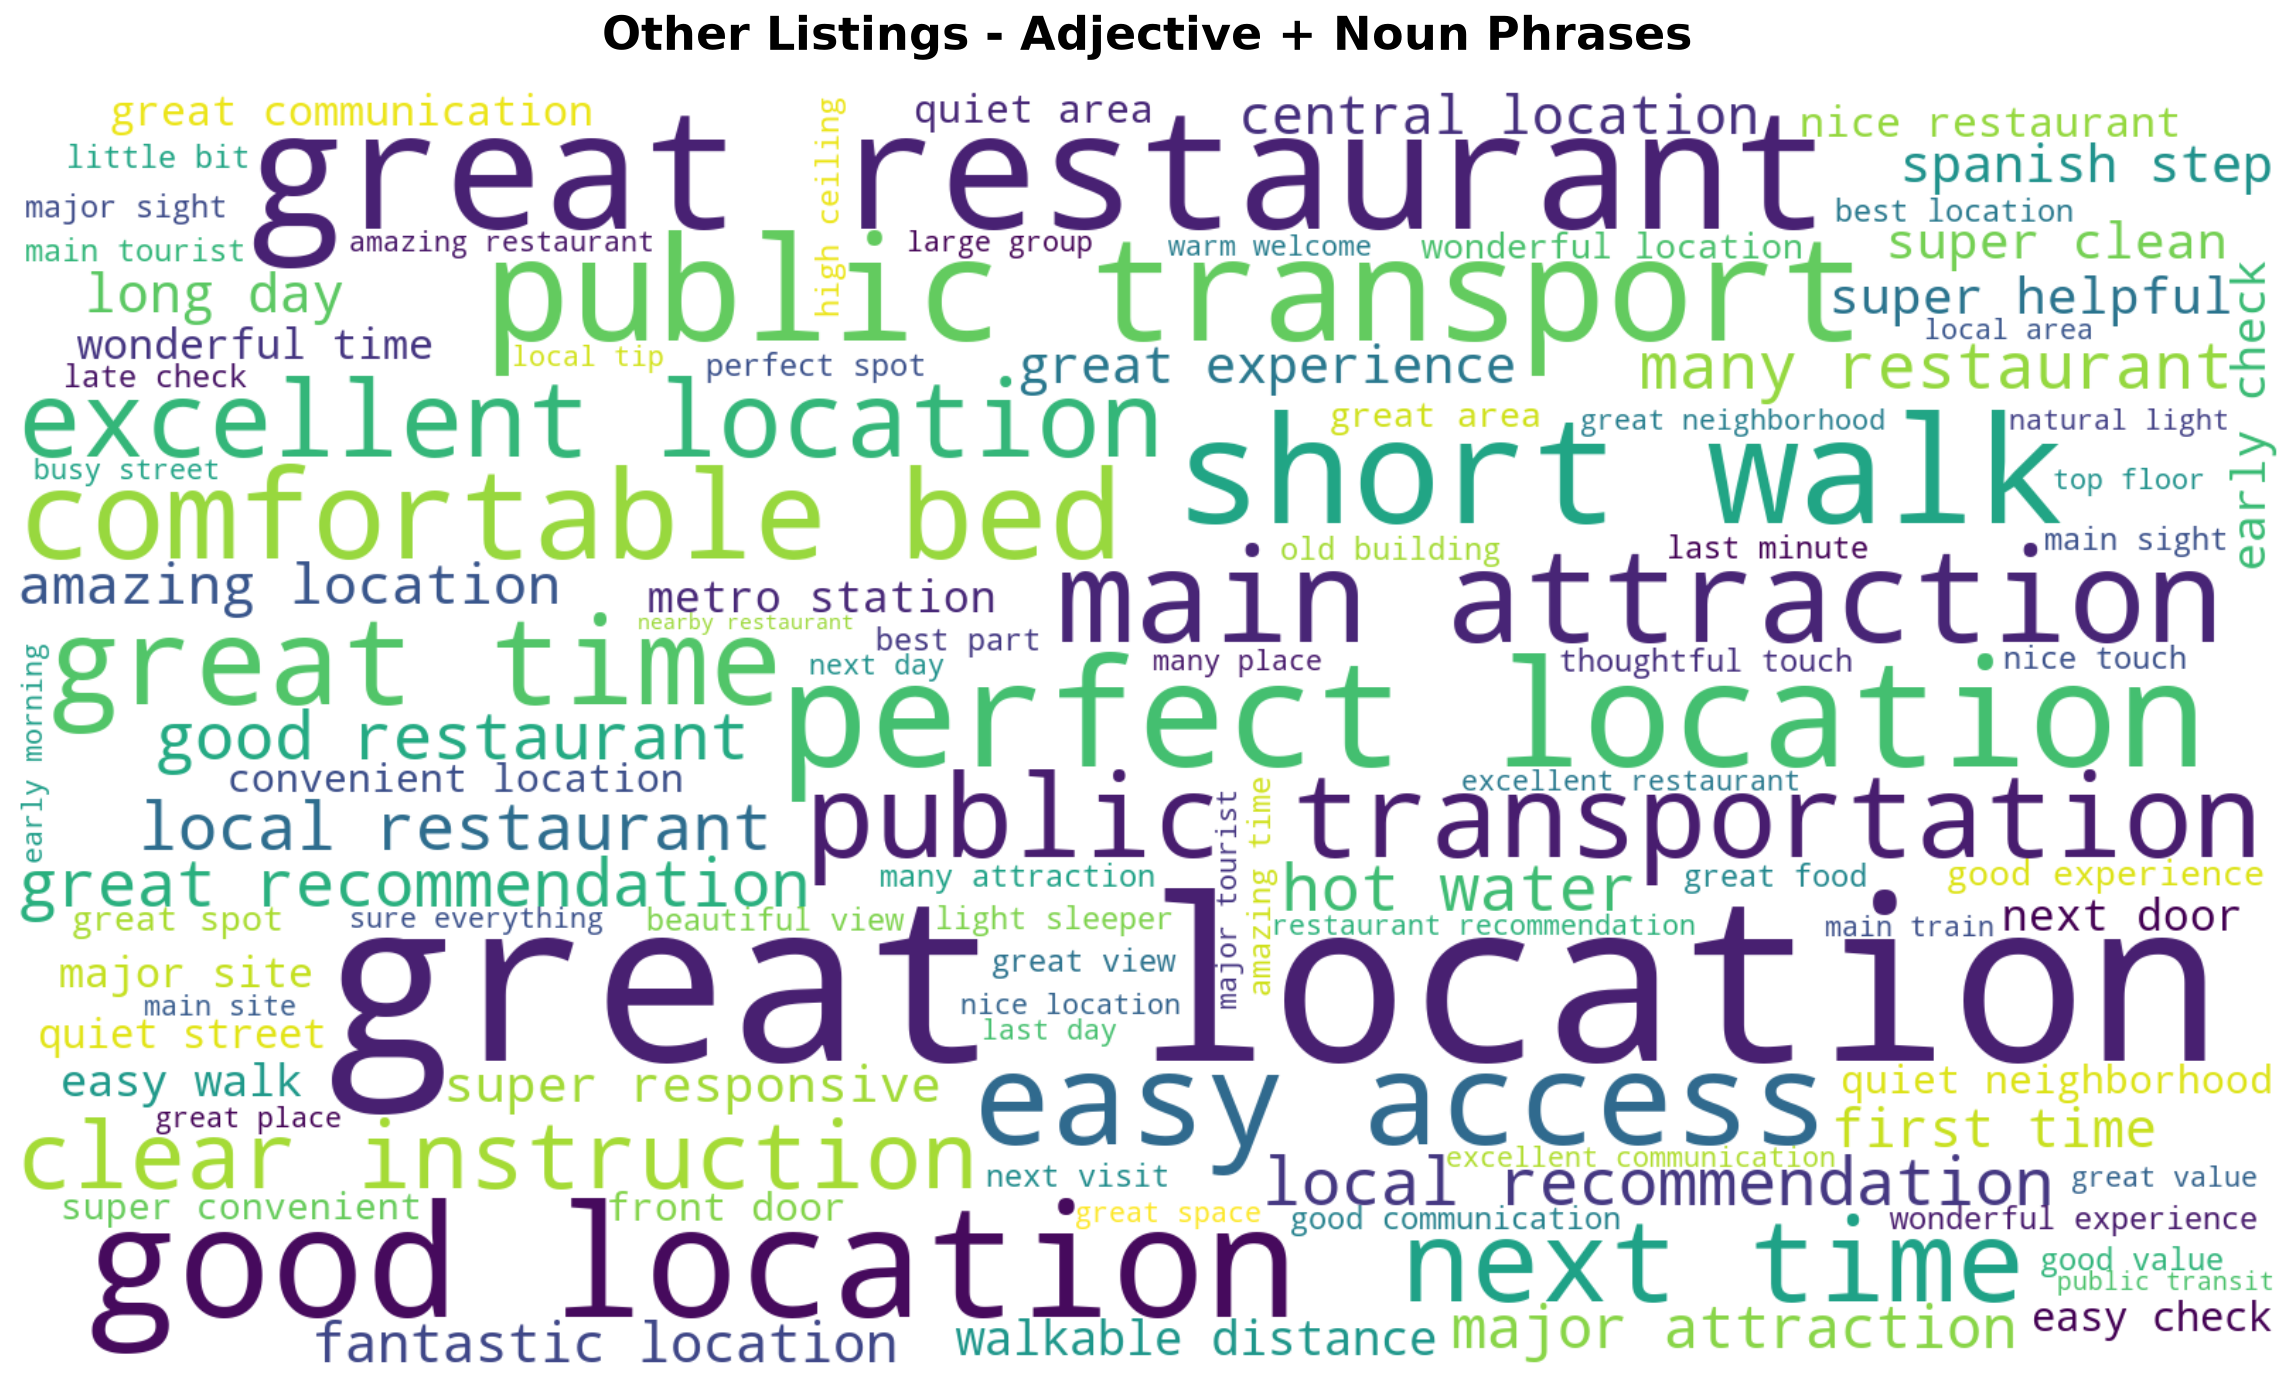 Other Listings - Adjective + Noun Phrases
great communication
quiet area
central location
nice restaurant
great restaurant
little bit
spanish step
major sight
best location
main tourist
amazing restaurant
high ceiling
large group
warm welcome
wonderful location
super clean
long day
public transport
super helpful
early check
wonderful time
local area
local tip
perfect spot
great experience
many restaurant
late check
excellent location
great area
great neighborhood
natural light
busy street
short walk
top floor
comfortable bed
old building
last minute
main sight
amazing location
metro station
main attraction
nearby restaurant
best part
great time
next day
many place
thoughtful touch
nice touch
early morning
perfect location
good restaurant
convenient location
excellent restaurant
local restaurant
public transportation
major tourist
amazing time
great recommendation
many attraction
hot water
great food
good experience
great spot
sure everything
beautiful view
light sleeper
restaurant recommendation
main train
next door
major site
great view
great location
main site
nice location
quiet street
last day
easy walk
super responsive
easy access
quiet neighborhood
great place
first time
clear instruction
excellent communication
next visit
local recommendation
great value
super convenient
front door
great space
good communication
wonderful experience
good location
next time
good value
public transit
fantastic location
walkable distance
major attraction
easy check